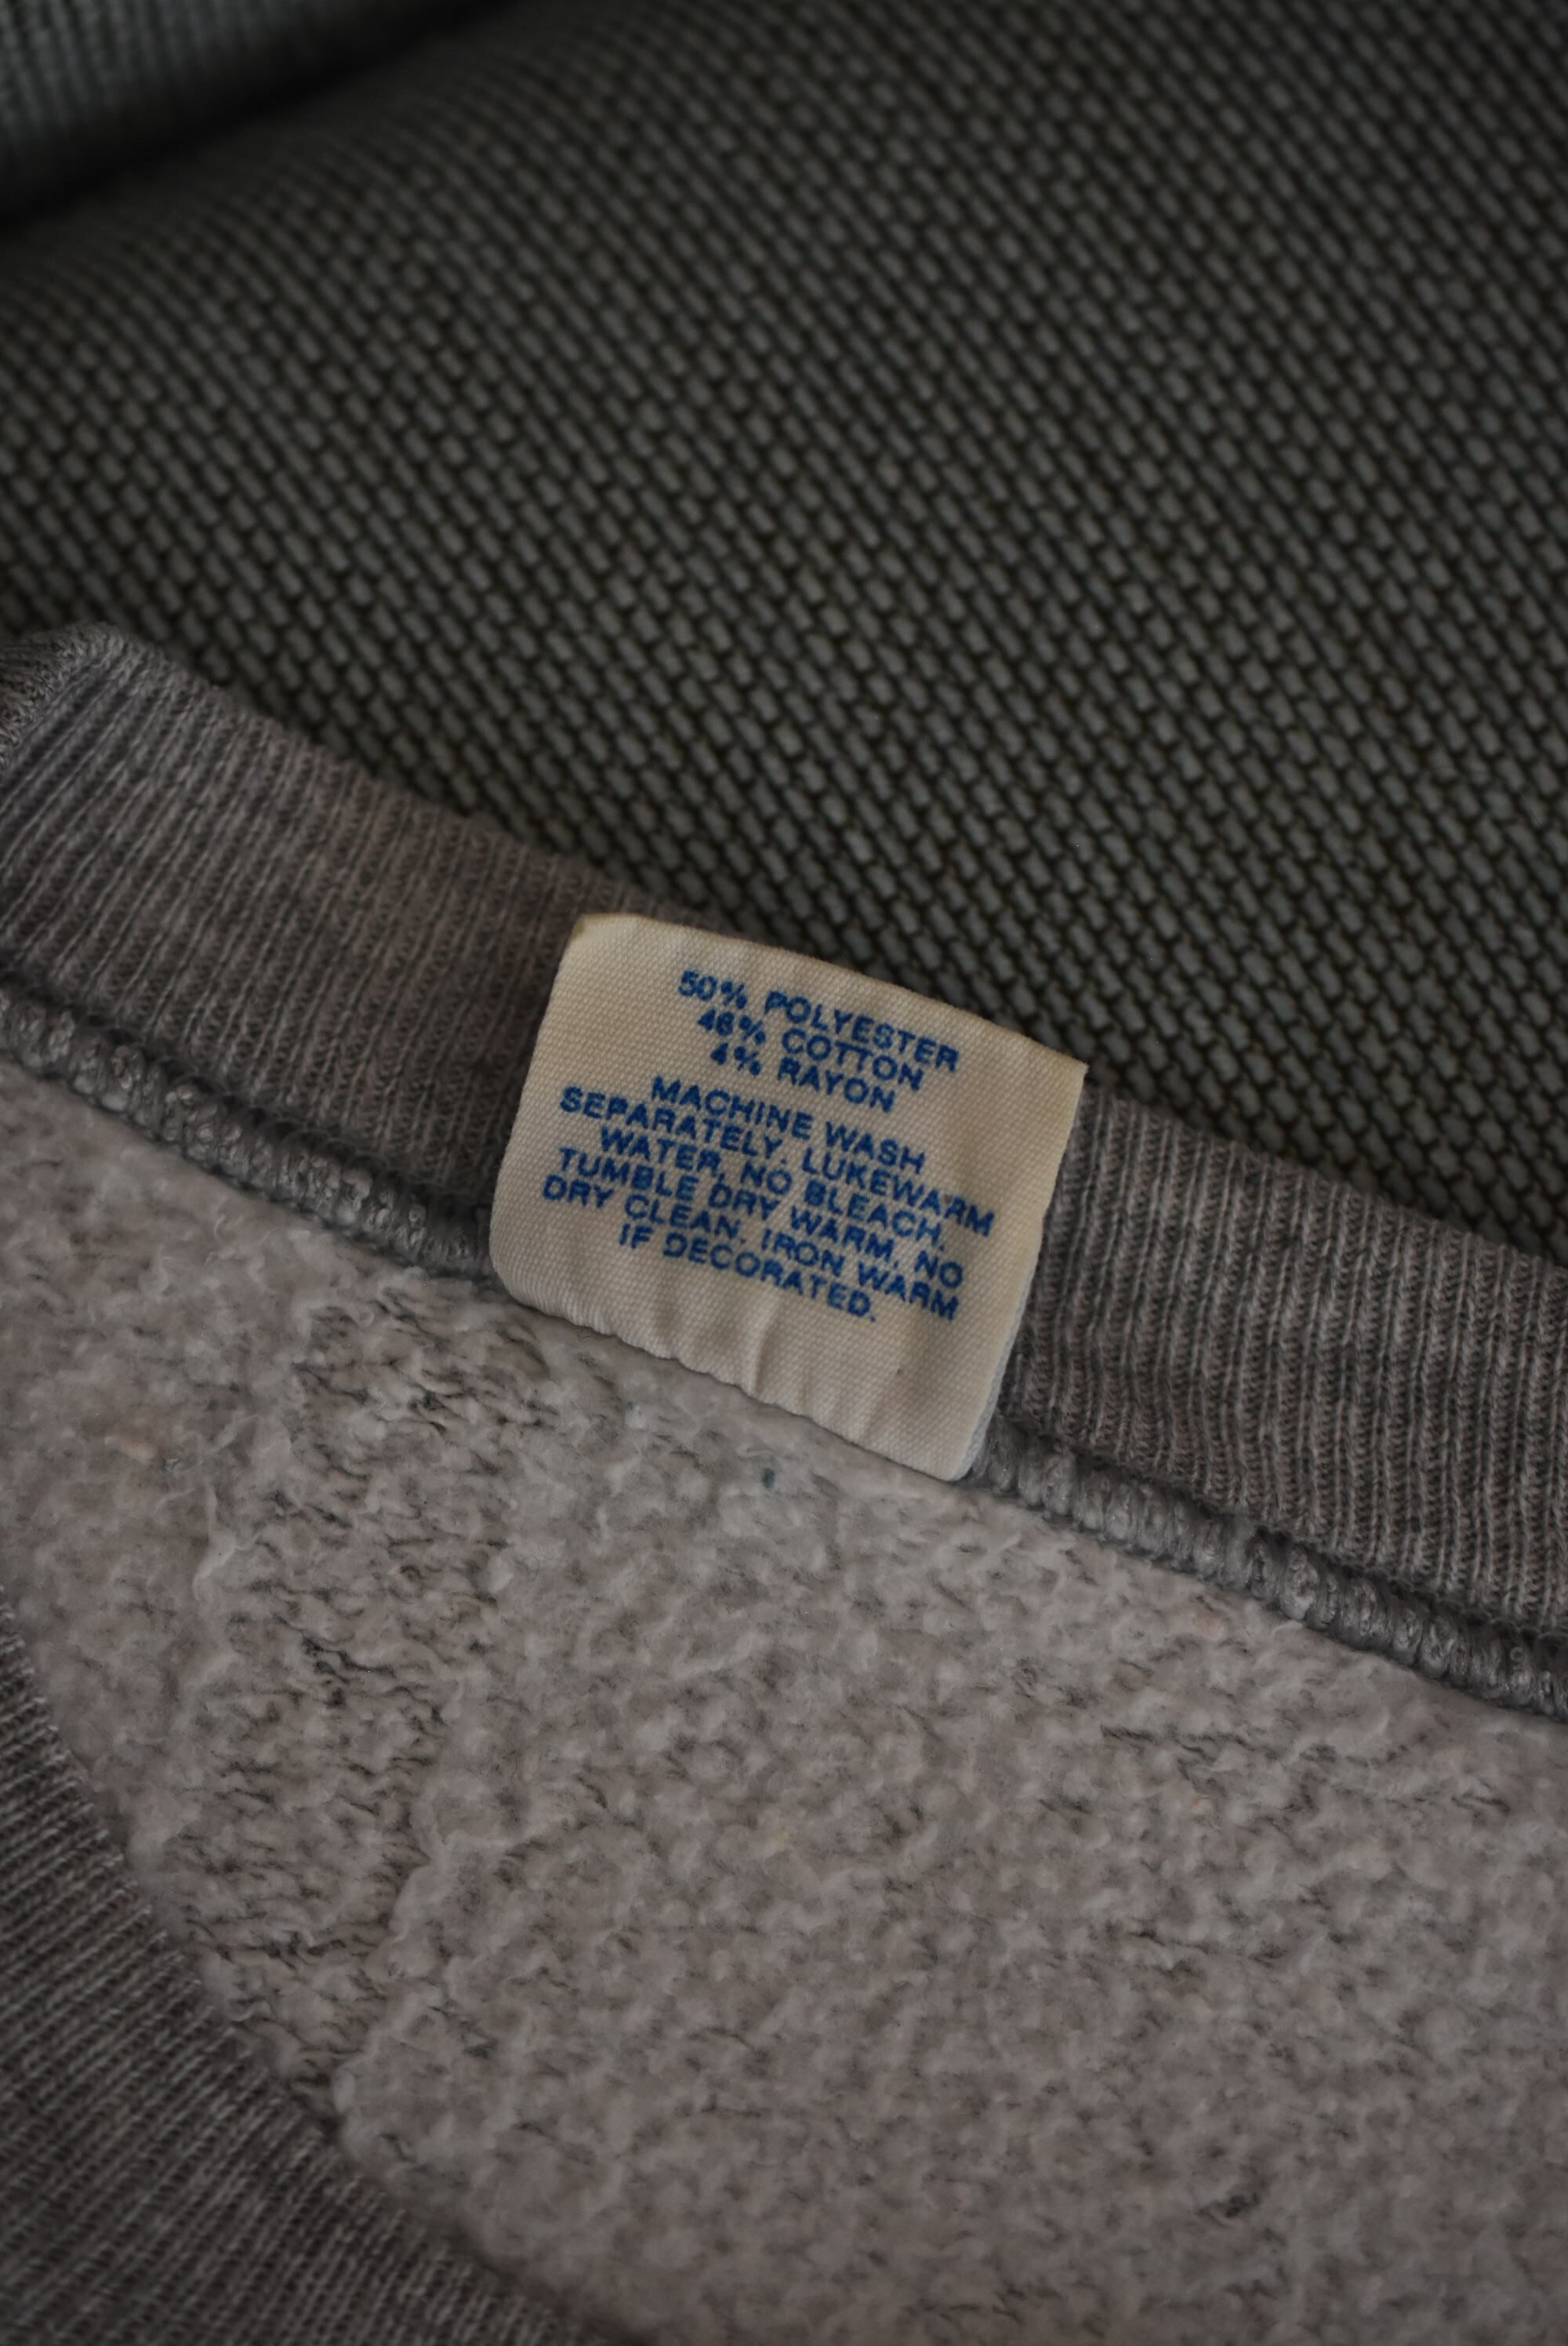 50% POLYESTER
46% COTTON
4% RAYON
MACHINE WASH
SEPARATELY, LUKEWARM
WATER, NO BLEACH,
TUMBLE DRY WARM, NO
DRY CLEAN. IRON WARM
IF DECORATED.